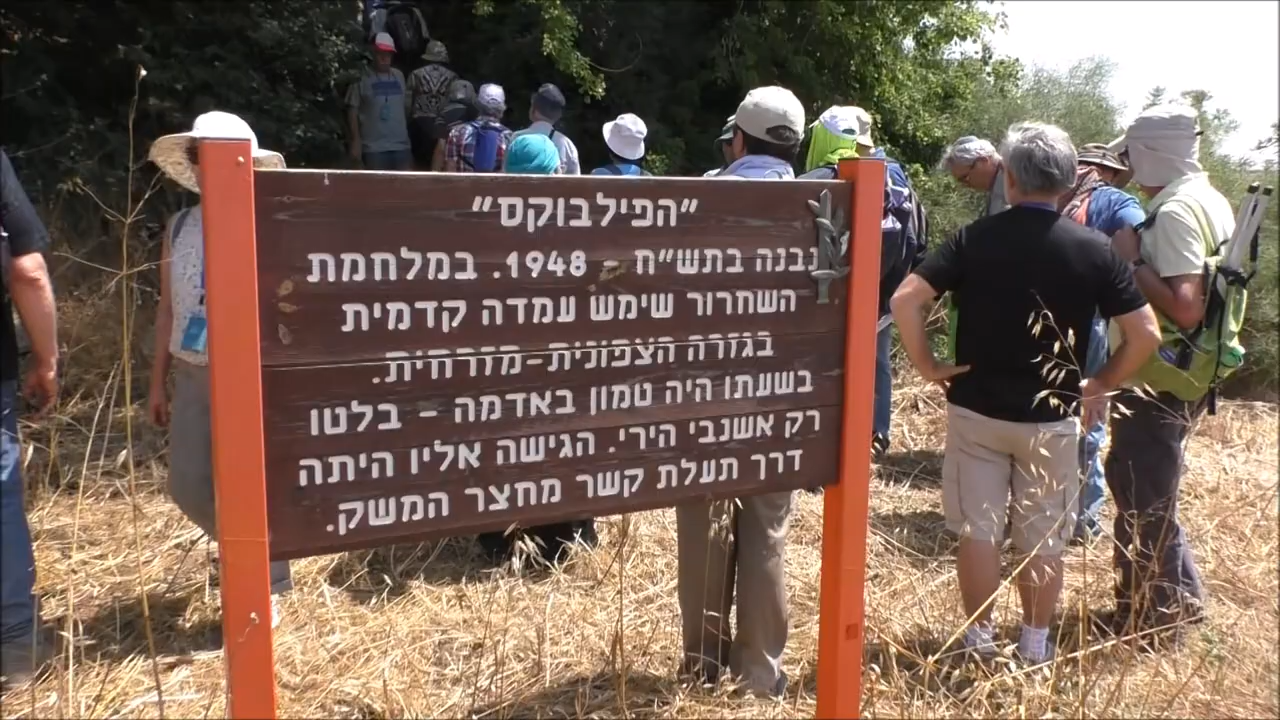 "הפילבוקס"
נבנה בתש"ח - 1948. במלחמת
השחרור שימש עמדה קדמית
בגזרה הצפונית-מזרחית.
בשעתו היה טמון באדמה - בלטו
רק אשנבי הירי. הגישה אליו היתה
דרך תעלת קשר מחצר המשק.